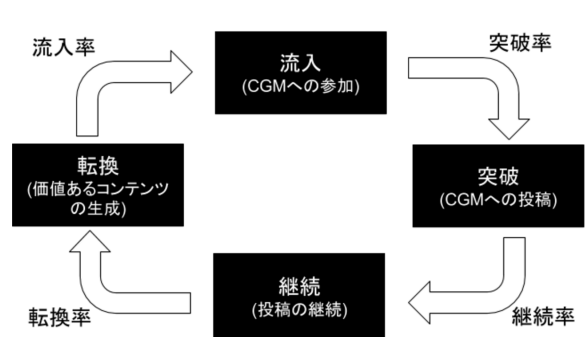 流入率
流入
(CGMへの参加)
突破率
転換
(価値あるコンテンツ
の生成)
突破
(CGMへの投稿)
継続
(投稿の継続)
転換率
継続率